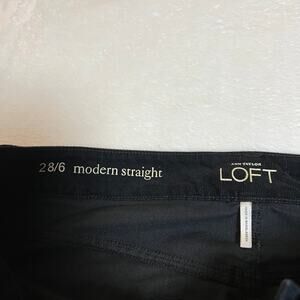 28/6 modern straight
ANN TAYLOR
LOFT